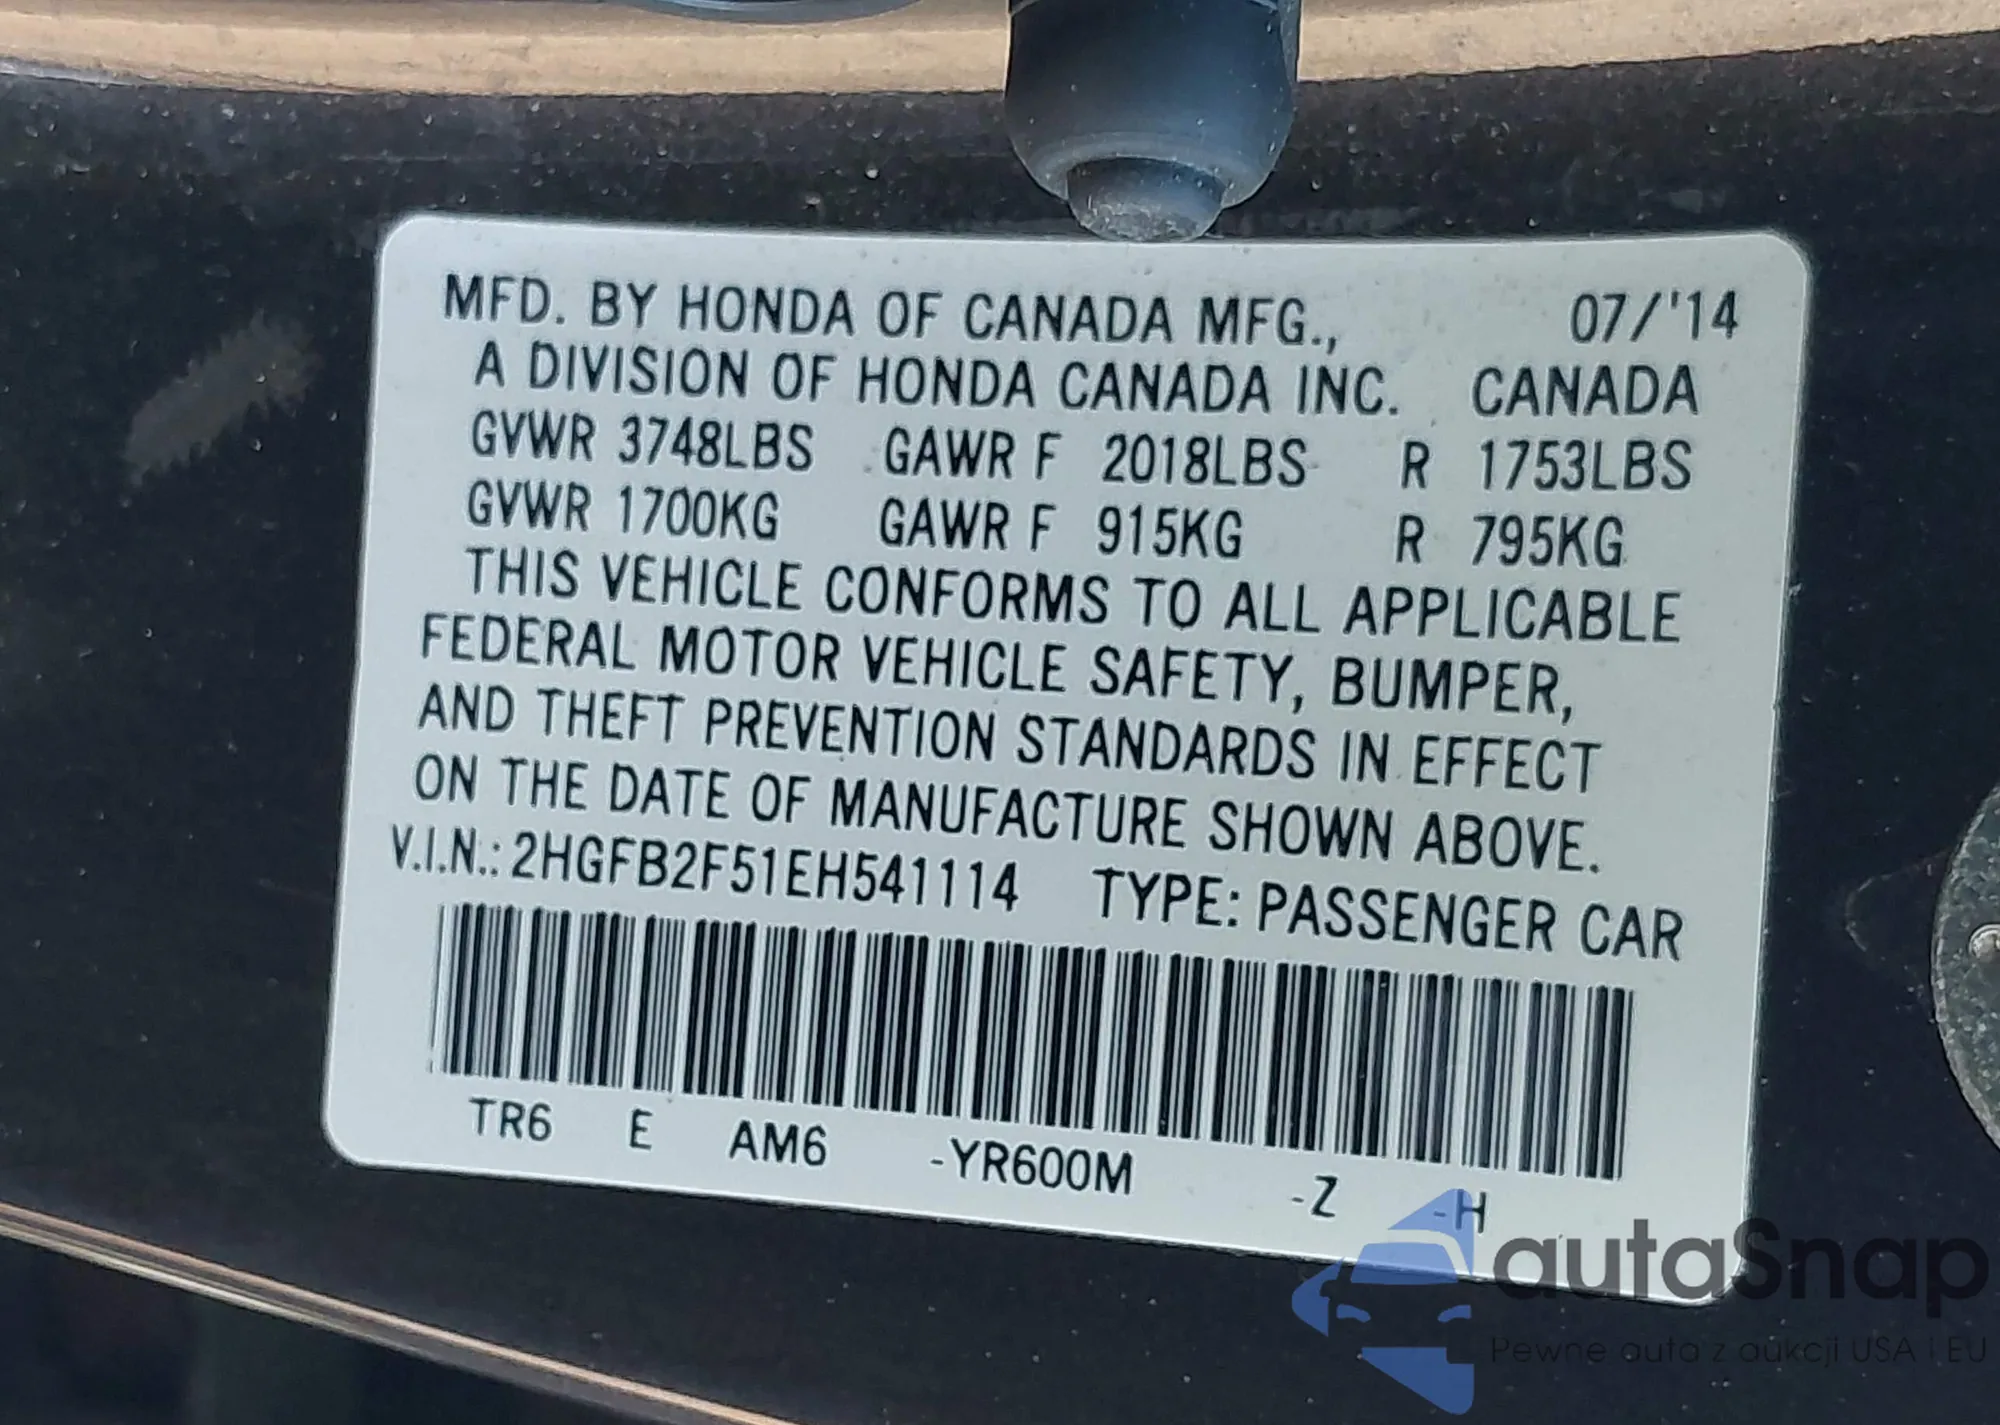 MFD. BY HONDA OF CANADA MFG., 07/'14
A DIVISION OF HONDA CANADA INC. CANADA
GVWR 3748LBS GAWR F 2018LBS R 1753LBS
GVWR 1700KG GAWR F 915KG R 795KG
THIS VEHICLE CONFORMS TO ALL APPLICABLE
FEDERAL MOTOR VEHICLE SAFETY, BUMPER,
AND THEFT PREVENTION STANDARDS IN EFFECT
ON THE DATE OF MANUFACTURE SHOWN ABOVE.
V.I.N.: 2HGFB2F51EH541114 TYPE: PASSENGER CAR
TR6 E AM6 -YR600M -Z -H
autaSnap
Pewne auta z aukcji USA i EU